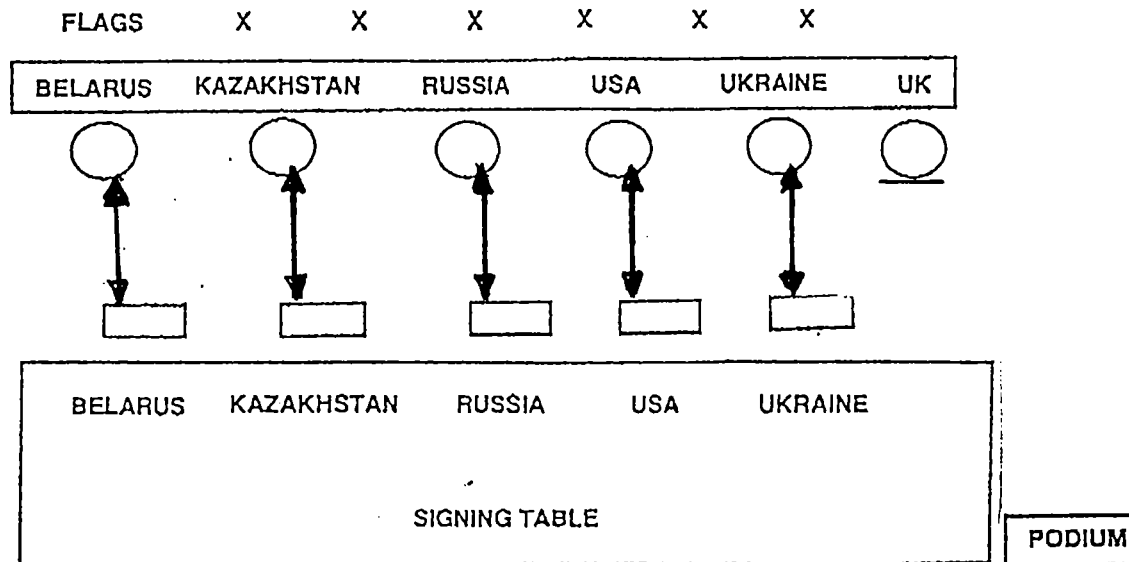 FLAGS X X X X X X
BELARUS KAZAKHSTAN RUSSIA USA UKRAINE UK
BELARUS KAZAKHSTAN RUSSIA USA UKRAINE
SIGNING TABLE
PODIUM